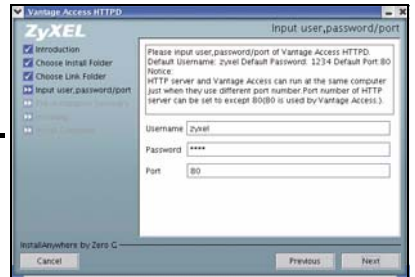 Vantage Access HTTPD
ZyXEL
Input user,password/port
Introduction
Choose Install Folder
Choose Link Folder
Input user,password/port
Please input user,password/port of Vantage Access HTTPD.
Default Username: zyxel Default Password: 1234 Default Port:80
Notice:
HTTP server and Vantage Access can run at the same computer
just when they use different port number.Port number of HTTP
server can be set to except 80(80 is used by Vantage Access.).
Username zyxel
Password ****
Port 80
InstallAnywhere by Zero G
Cancel
Previous
Next